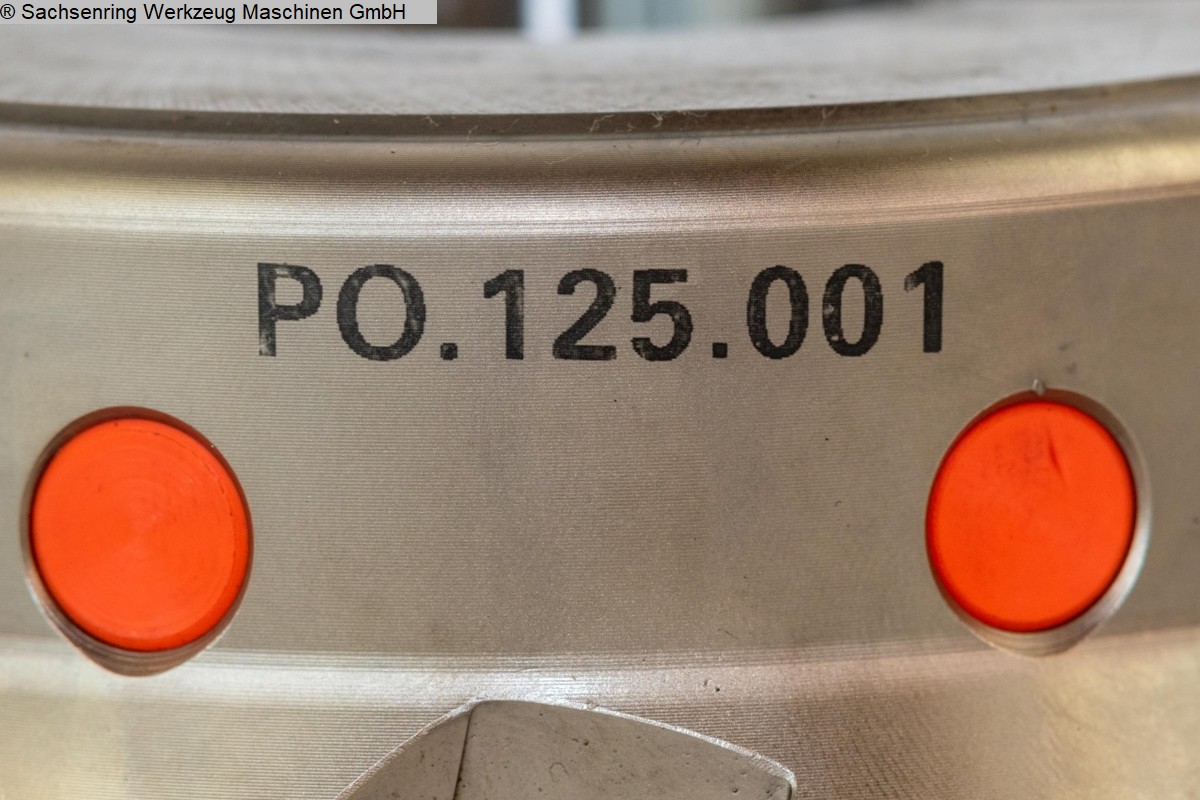 ® Sachsenring Werkzeug Maschinen GmbH
PO.125.001